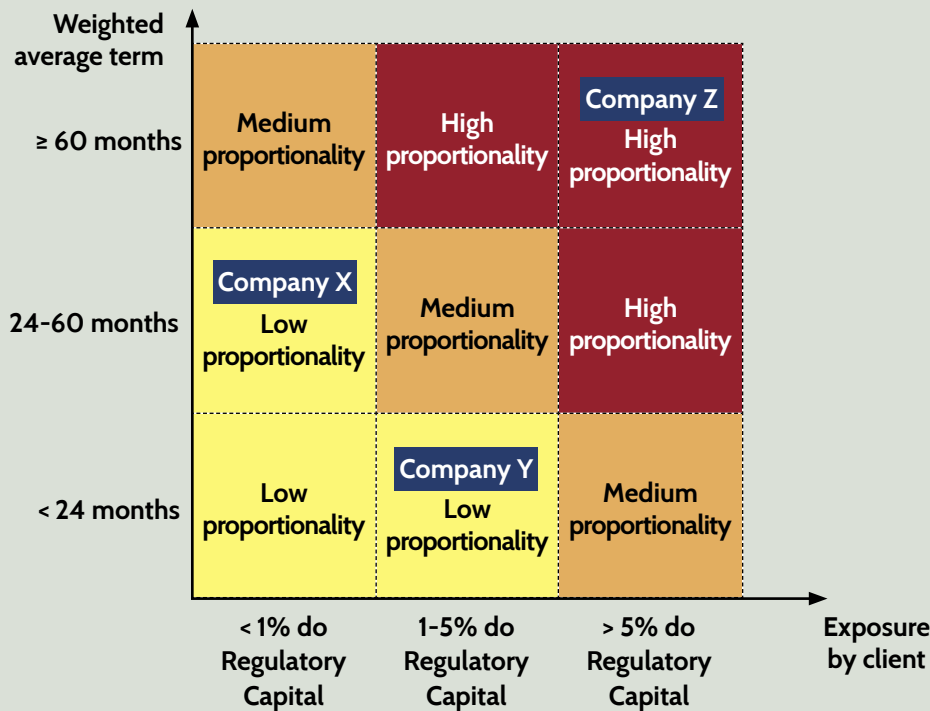 Weighted
average term
≥ 60 months
Medium
proportionality
High
proportionality
Company Z
High
proportionality
24-60 months
Company X
Low
proportionality
Medium
proportionality
High
proportionality
< 24 months
Low
proportionality
Company Y
Low
proportionality
Medium
proportionality
< 1% do
Regulatory
Capital
1-5% do
Regulatory
Capital
> 5% do
Regulatory
Capital
Exposure
by client